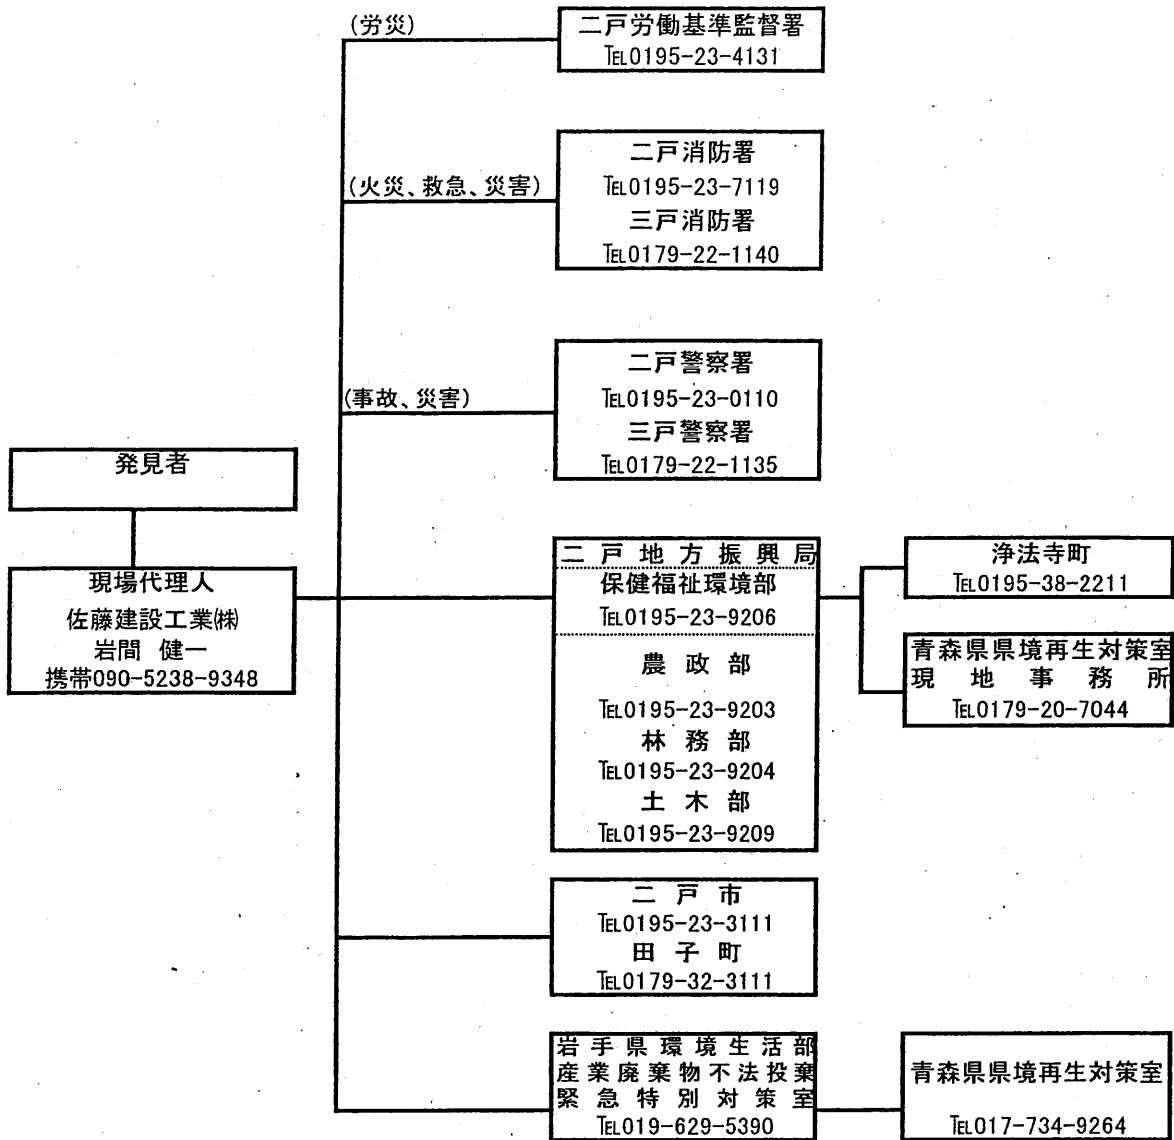 (労災)
二戸労働基準監督署
℡0195-23-4131
(火災、救急、災害)
二戸消防署
℡0195-23-7119
三戸消防署
℡0179-22-1140
(事故、災害)
二戸警察署
℡0195-23-0110
三戸警察署
℡0179-22-1135
発見者
現場代理人
佐藤建設工業㈱
岩間 健一
携帯090-5238-9348
二戸地方振興局
保健福祉環境部
℡0195-23-9206
農政部
℡0195-23-9203
林務部
℡0195-23-9204
土木部
℡0195-23-9209
浄法寺町
℡0195-38-2211
青森県県境再生対策室
現地事務所
℡0179-20-7044
二戸市
℡0195-23-3111
田子町
℡0179-32-3111
岩手県環境生活部
産業廃棄物不法投棄
緊急特別対策室
℡019-629-5390
青森県県境再生対策室
℡017-734-9264